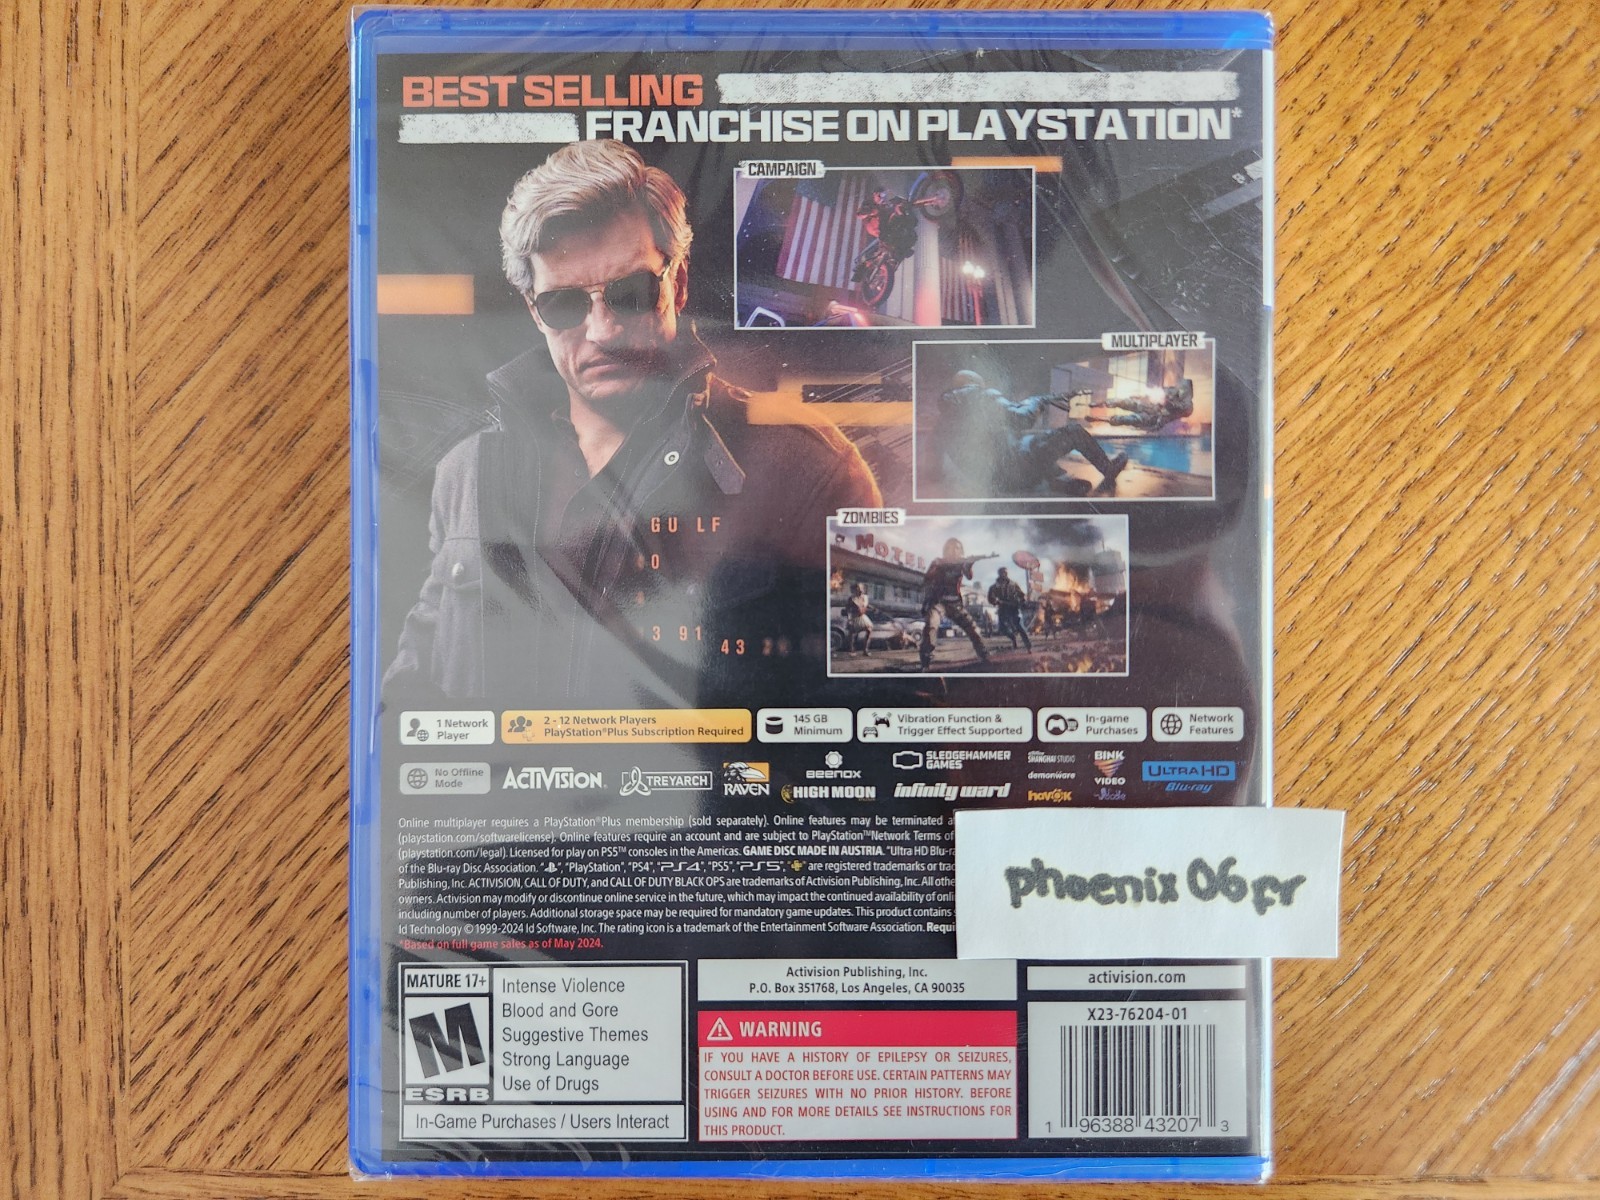 BEST SELLING
FRANCHISE ON PLAYSTATION*
CAMPAIGN
MULTIPLAYER
ZOMBIES
MOTEL
GU LF
0
3 91
43
1 Network
Player
2 - 12 Network Players
PlayStation®Plus Subscription Required
145 GB
Minimum
Vibration Function &
Trigger Effect Supported
In-game
Purchases
Network
Features
No Offline
Mode
ACTIVISION.
TREYARCH
RAVEN
BEENOX
HIGH MOON
SLEDGEHAMMER
GAMES
infinity ward
SHANGHAI STUDIO
demonware
havok
BINK
VIDEO
ULTRA HD
Blu-ray
Online multiplayer requires a PlayStation®Plus membership (sold separately). Online features may be terminated
(playstation.com/softwarelicense). Online features require an account and are subject to PlayStation™Network Terms of
(playstation.com/legal). Licensed for play on PS5™ consoles in the Americas. GAME DISC MADE IN AUSTRIA. "Ultra HD
of the Blu-ray Disc Association. "PlayStation", "PS4", "PS5", are registered trademarks or
Publishing, Inc. ACTIVISION, CALL OF DUTY, and CALL OF DUTY BLACK OPS are trademarks of Activision Publishing, Inc. All
owners. Activision may modify or discontinue online service in the future, which may impact the continued availability of
including number of players. Additional storage space may be required for mandatory game updates. This product contains
Id Technology © 1999-2024 Id Software, Inc. The rating icon is a trademark of the Entertainment Software Association.
*Based on full game sales as of May 2024.
phoenix06fr
MATURE 17+
M
ESRB
Intense Violence
Blood and Gore
Suggestive Themes
Strong Language
Use of Drugs
In-Game Purchases / Users Interact
Activision Publishing, Inc.
P.O. Box 351768, Los Angeles, CA 90035
WARNING
IF YOU HAVE A HISTORY OF EPILEPSY OR SEIZURES,
CONSULT A DOCTOR BEFORE USE. CERTAIN PATTERNS MAY
TRIGGER SEIZURES WITH NO PRIOR HISTORY. BEFORE
USING AND FOR MORE DETAILS SEE INSTRUCTIONS FOR
THIS PRODUCT.
activision.com
X23-76204-01
1 96388 43207 3